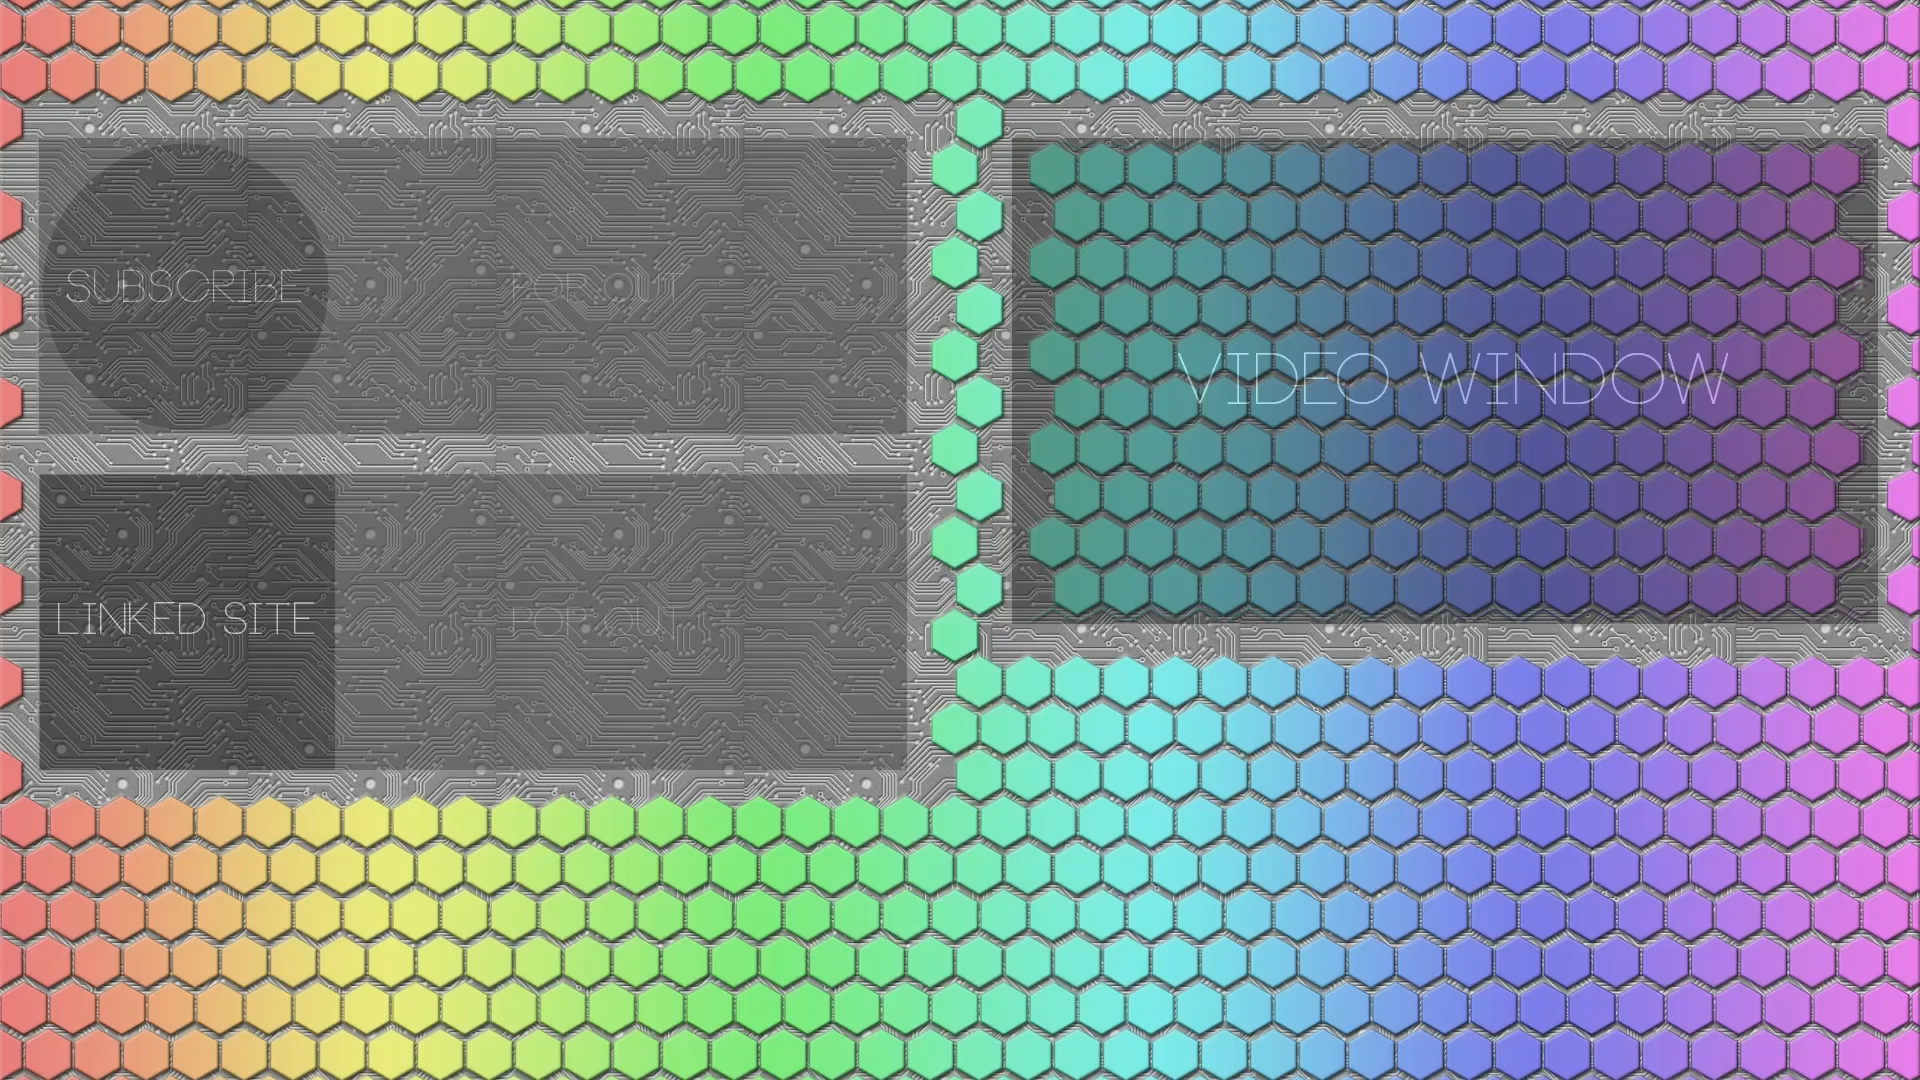 SUBSCRIBE
POP OUT
VIDEO WINDOW
LINKED SITE
POP OUT